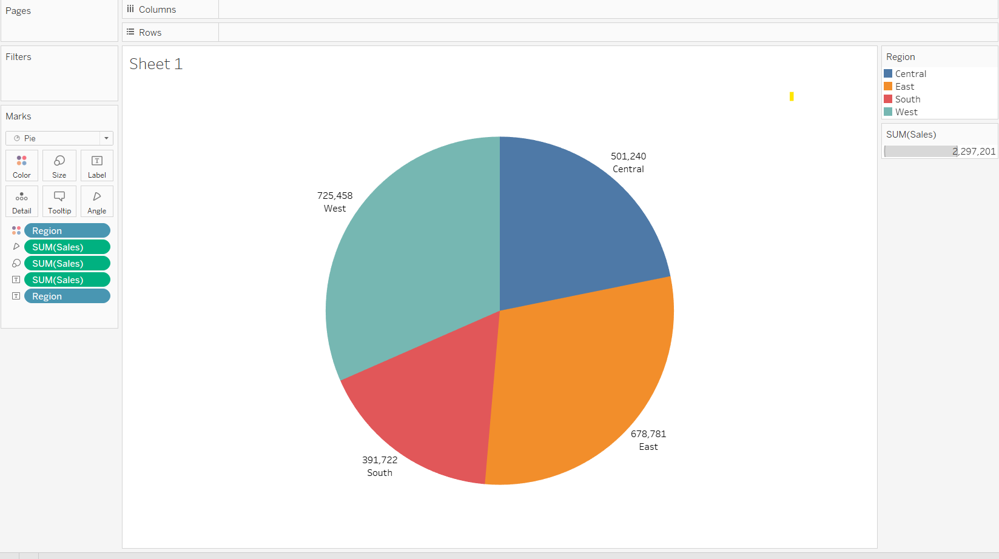 Pages
Columns
Rows
Filters
Marks
Pie
Color
Size
Label
Detail
Tooltip
Angle
Region
SUM(Sales)
SUM(Sales)
SUM(Sales)
Region
Sheet 1
501,240
Central
725,458
West
678,781
East
391,722
South
Region
Central
East
South
West
SUM(Sales)
2,297,201